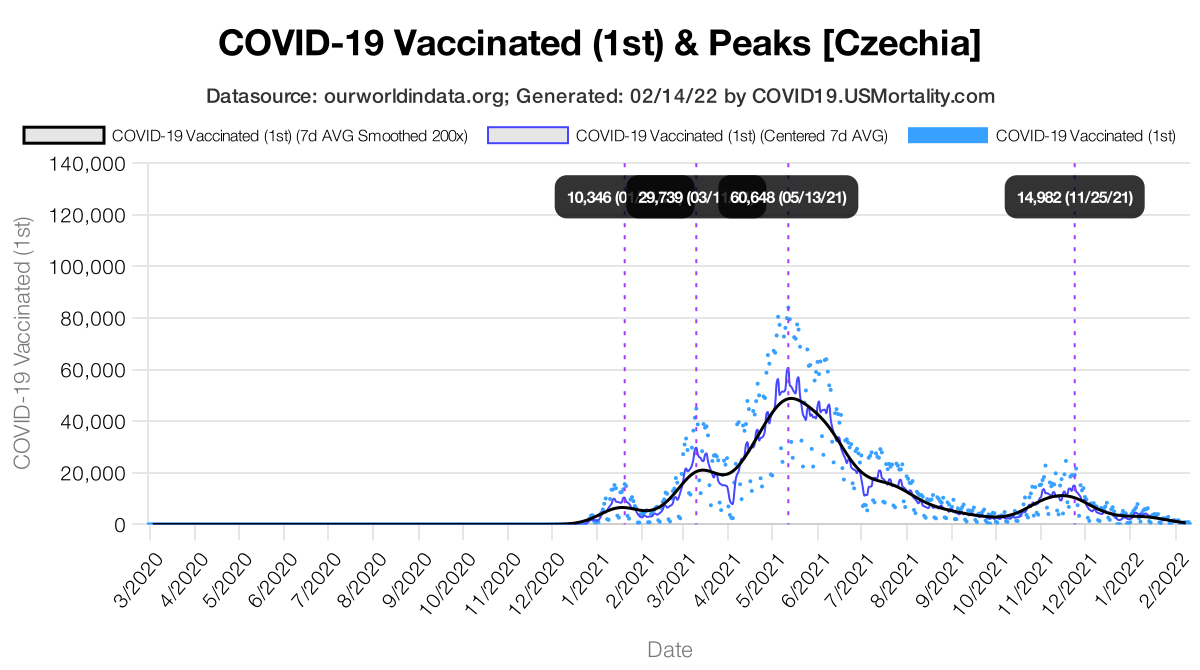 COVID-19 Vaccinated (1st) & Peaks [Czechia]
Datasource: ourworldindata.org; Generated: 02/14/22 by COVID19.USMortality.com
COVID-19 Vaccinated (1st) (7d AVG Smoothed 200x) COVID-19 Vaccinated (1st) (Centered 7d AVG) COVID-19 Vaccinated (1st)
COVID-19 Vaccinated (1st)
140,000
120,000
100,000
80,000
60,000
40,000
20,000
0
10,346 29,739 60,648 (05/13/21) 14,982 (11/25/21)
3/2020 4/2020 5/2020 6/2020 7/2020 8/2020 9/2020 10/2020 11/2020 12/2020 1/2021 2/2021 3/2021 4/2021 5/2021 6/2021 7/2021 8/2021 9/2021 10/2021 11/2021 12/2021 1/2022 2/2022
Date